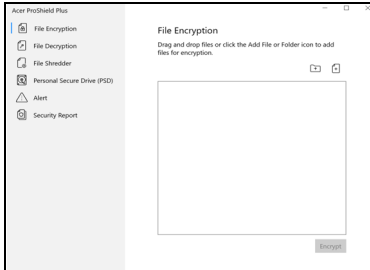 Acer ProShield Plus
File Encryption
File Decryption
File Shredder
Personal Secure Drive (PSD)
Alert
Security Report
File Encryption
Drag and drop files or click the Add File or Folder icon to add
files for encryption.
Encrypt